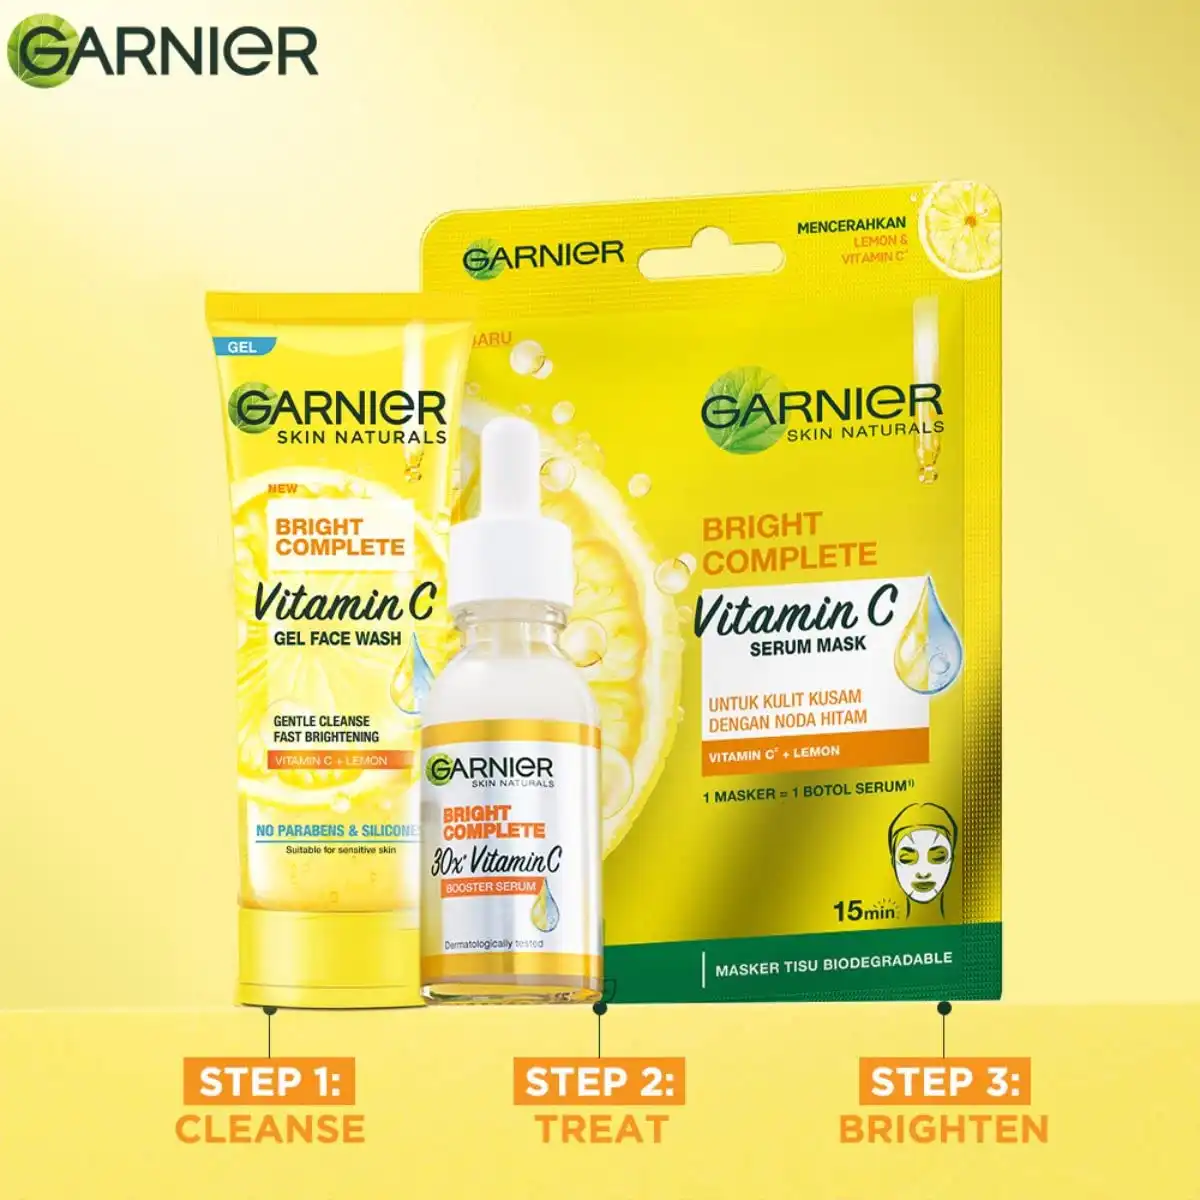 GARNIER
GEL
GARNIER
SKIN NATURALS
NEW
BRIGHT
COMPLETE
Vitamin C
GEL FACE WASH
GENTLE CLEANSE
FAST BRIGHTENING
VITAMIN C + LEMON
NO PARABENS & SILICONE
Suitable for sensitive skin
GARNIER
SKIN NATURALS
BRIGHT
COMPLETE
30x* Vitamin C
BOOSTER SERUM
Dermatologically tested
GARNIER
MENCERAHKAN
LEMON &
VITAMIN C
GARNIER
SKIN NATURALS
BRIGHT
COMPLETE
Vitamin C
SERUM MASK
UNTUK KULIT KUSAM
DENGAN NODA HITAM
VITAMIN C² + LEMON
1 MASKER = 1 BOTOL SERUM¹⁾
15min
MASKER TISU BIODEGRADABLE
STEP 1:
CLEANSE
STEP 2:
TREAT
STEP 3:
BRIGHTEN